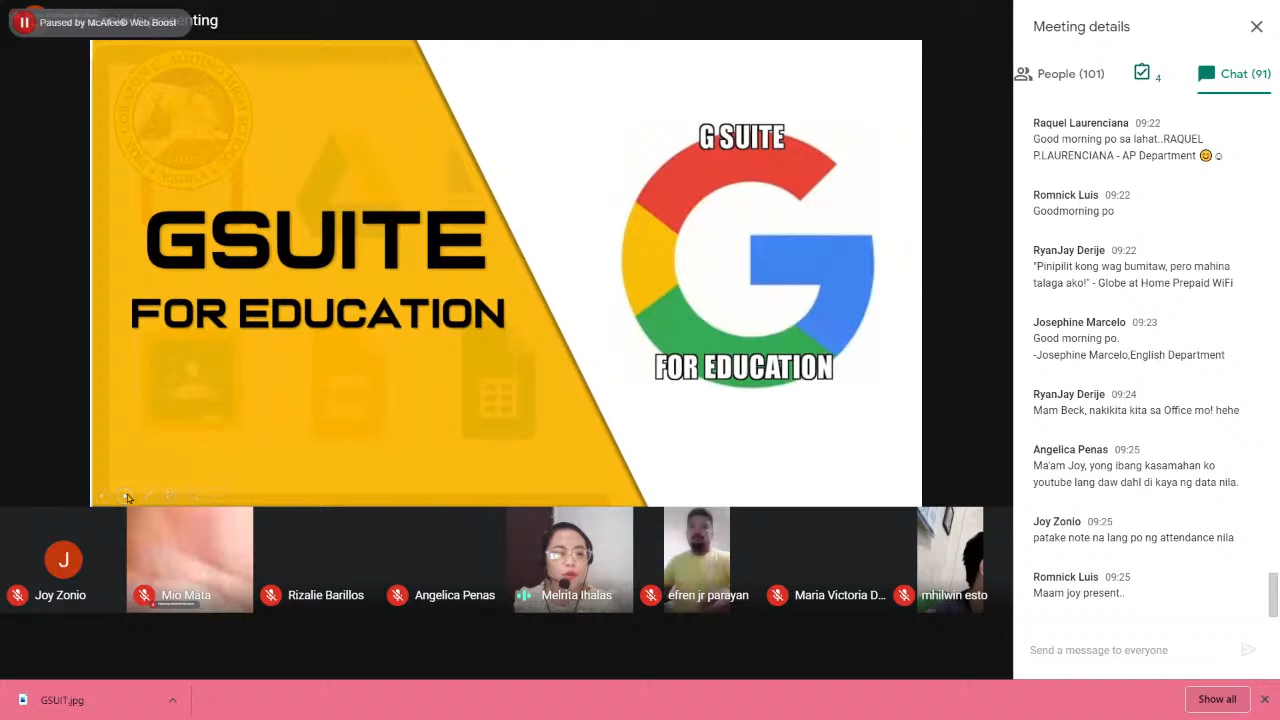 Paused by McAfee® Web Boost
nting
GSUITE
FOR EDUCATION
G SUITE
FOR EDUCATION
J
Joy Zonio
Mio Mata
Rizalie Barillos
Angelica Penas
Melrita Ihalas
efren jr parayan
Maria Victoria D...
mhilwin esto
Meeting details
People (101)
4
Chat (91)
Raquel Laurenciana 09:22
Good morning po sa lahat..RAQUEL
P.LAURENCIANA - AP Department 😊 ☺
Romnick Luis 09:22
Goodmorning po
RyanJay Derije 09:22
"Pinipilit kong wag bumitaw, pero mahina
talaga ako!" - Globe at Home Prepaid WiFi
Josephine Marcelo 09:23
Good morning po.
-Josephine Marcelo,English Department
RyanJay Derije 09:24
Mam Beck, nakikita kita sa Office mo! hehe
Angelica Penas 09:25
Ma'am Joy, yong ibang kasamahan ko
youtube lang daw dahl di kaya ng data nila.
Joy Zonio 09:25
patake note na lang po ng attendance nila
Romnick Luis 09:25
Maam joy present..
Send a message to everyone
GSUIT.jpg
Show all